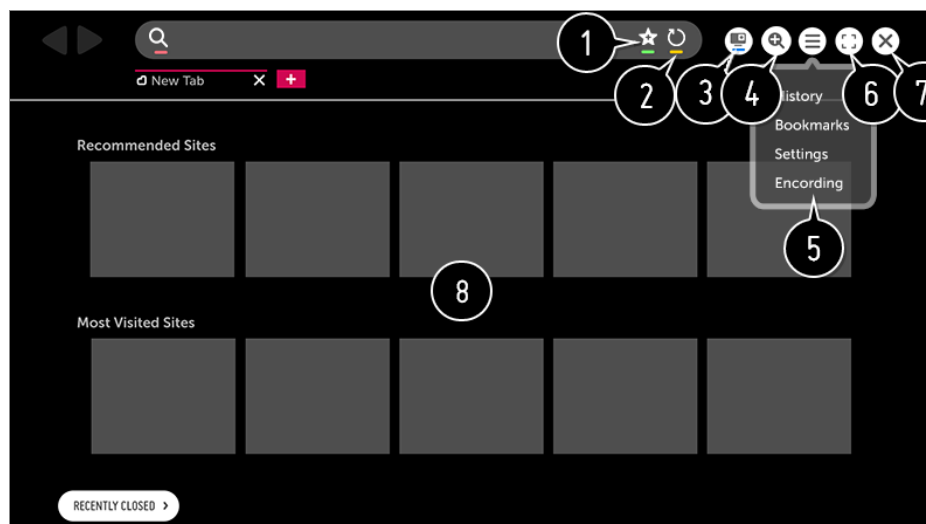 1
New Tab
2
3
4
6
7
History
Bookmarks
Settings
Encording
5
Recommended Sites
8
Most Visited Sites
RECENTLY CLOSED >